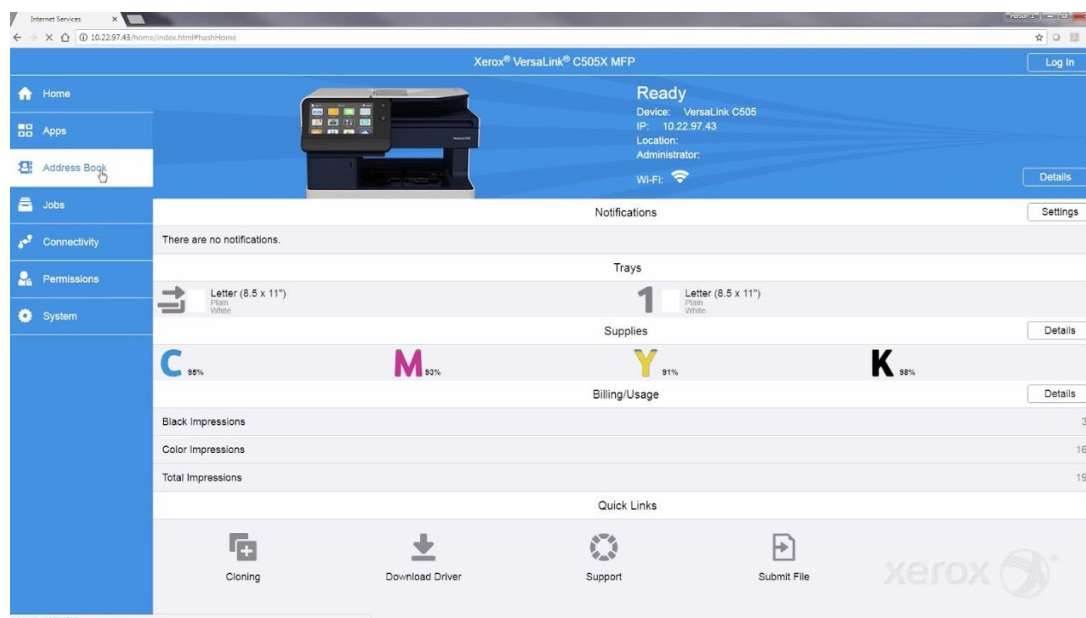 Internet Services
10.22.97.43/home/index.html#hashHome
Xerox® VersaLink® C505X MFP
Log In
Home
Apps
Address Book
Jobs
Connectivity
Permissions
System
Ready
Device: VersaLink C505
IP: 10.22.97.43
Location:
Administrator:
Wi-Fi:
Details
Notifications
Settings
There are no notifications.
Trays
Letter (8.5 x 11")
Plain
White
1
Letter (8.5 x 11")
Plain
White
Supplies
Details
C 95% M 93% Y 91% K 98%
Billing/Usage
Details
Black Impressions 3
Color Impressions 16
Total Impressions 19
Quick Links
Cloning Download Driver Support Submit File
xerox